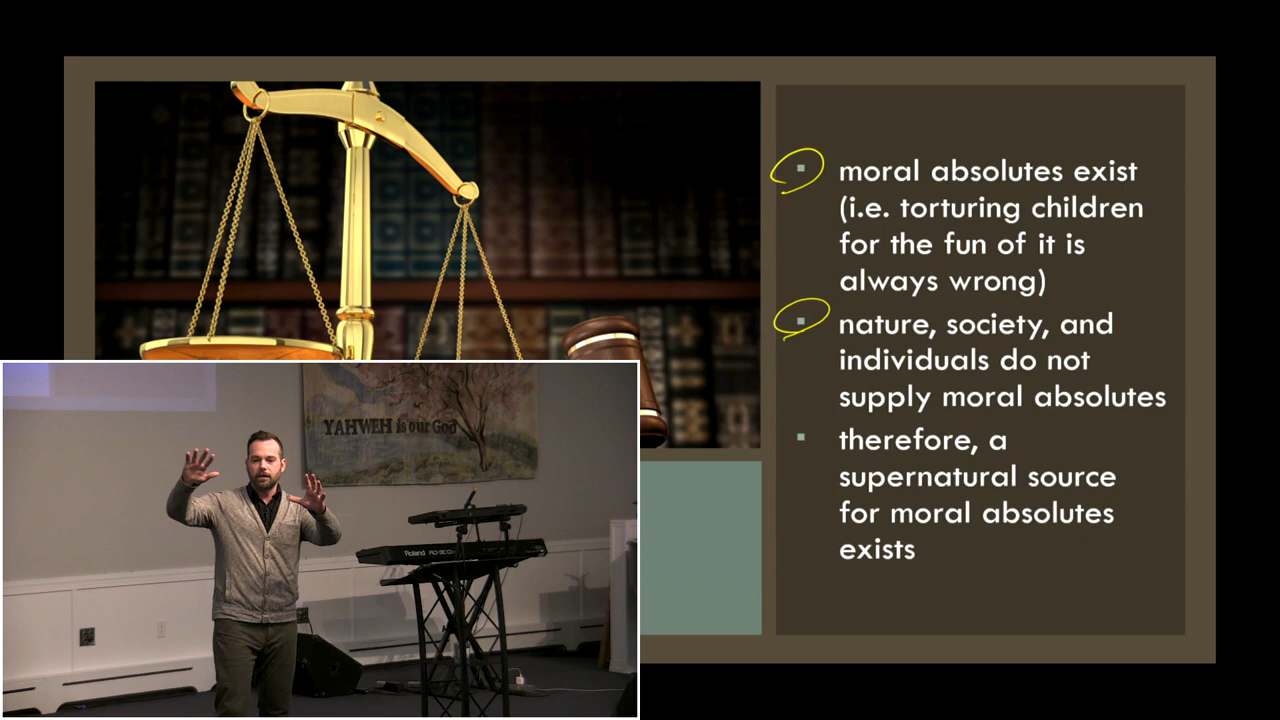 moral absolutes exist
(i.e. torturing children
for the fun of it is
always wrong)
nature, society, and
individuals do not
supply moral absolutes
therefore, a
supernatural source
for moral absolutes
exists
YAHWEH is our God
Roland